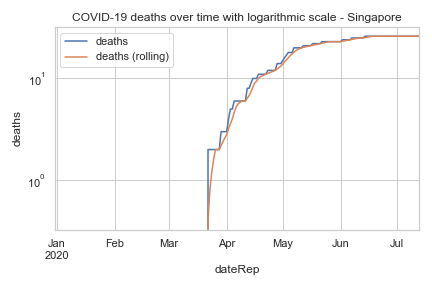 COVID-19 deaths over time with logarithmic scale - Singapore
deaths
deaths (rolling)
10¹
10⁰
deaths
Jan Feb Mar Apr May Jun Jul
2020
dateRep